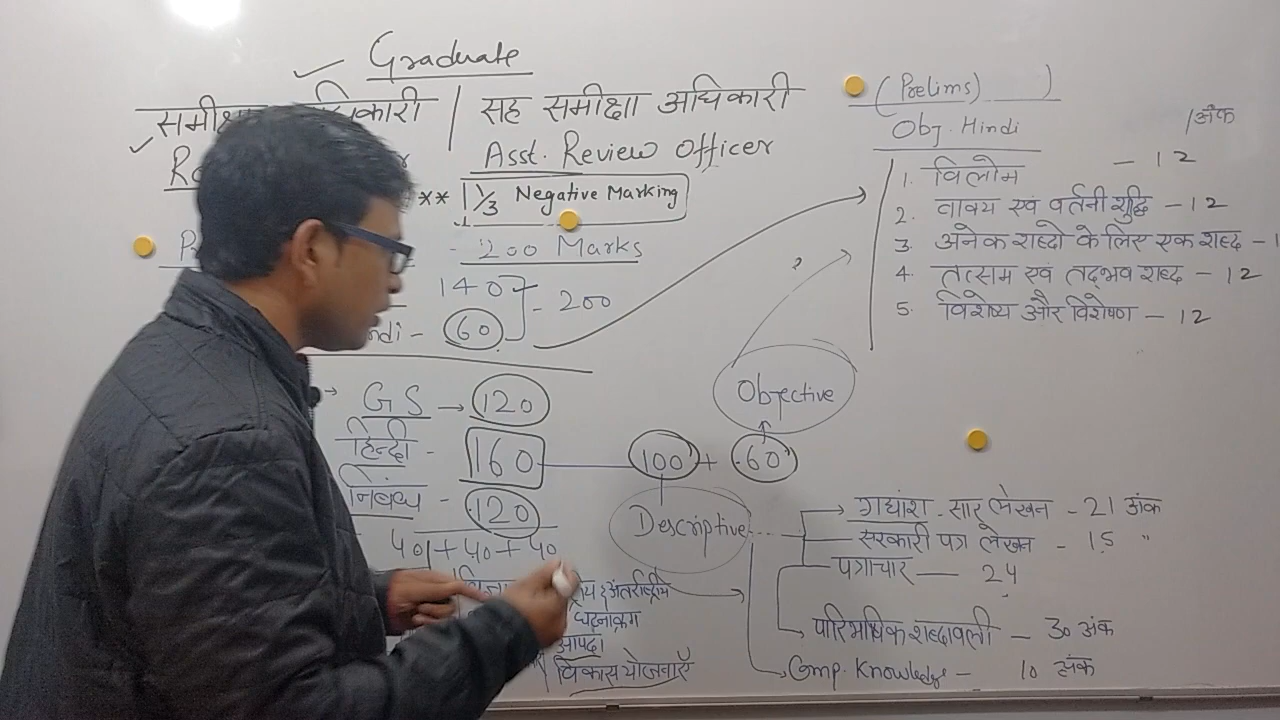 Graduate
समीक्षा अधिकारी | सह समीक्षा अधिकारी
Asst. Review Officer
** 1/3 Negative Marking
- 200 Marks
140
- 200
60
GS → 120
हिन्दी - 160 100 + 60
निबंध - 120
40 + 40 + 40
Objective
Descriptive
अंतर्राष्ट्रीय
घटनाक्रम
आपदा
विकास योजनाएँ
(Prelims)
Obj. Hindi
/अंक
1. विलोम - 12
2. वाक्य एवं वर्तनी शुद्धि - 12
3. अनेक शब्दो के लिए एक शब्द - 1
4. तत्सम एवं तद्भव शब्द - 12
5. विशेष्य और विशेषण - 12
गद्यांश - सार लेखन - 21 अंक
सरकारी पत्र लेखन - 15 "
पत्राचार - 24
परिभाषिक शब्दावली - 30 अंक
Comp. Knowledge - 10 अंक